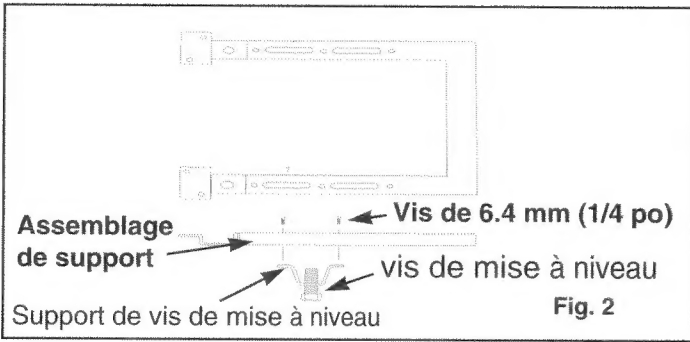 Assemblage
de support
Vis de 6.4 mm (1/4 po)
vis de mise à niveau
Support de vis de mise à niveau
Fig. 2